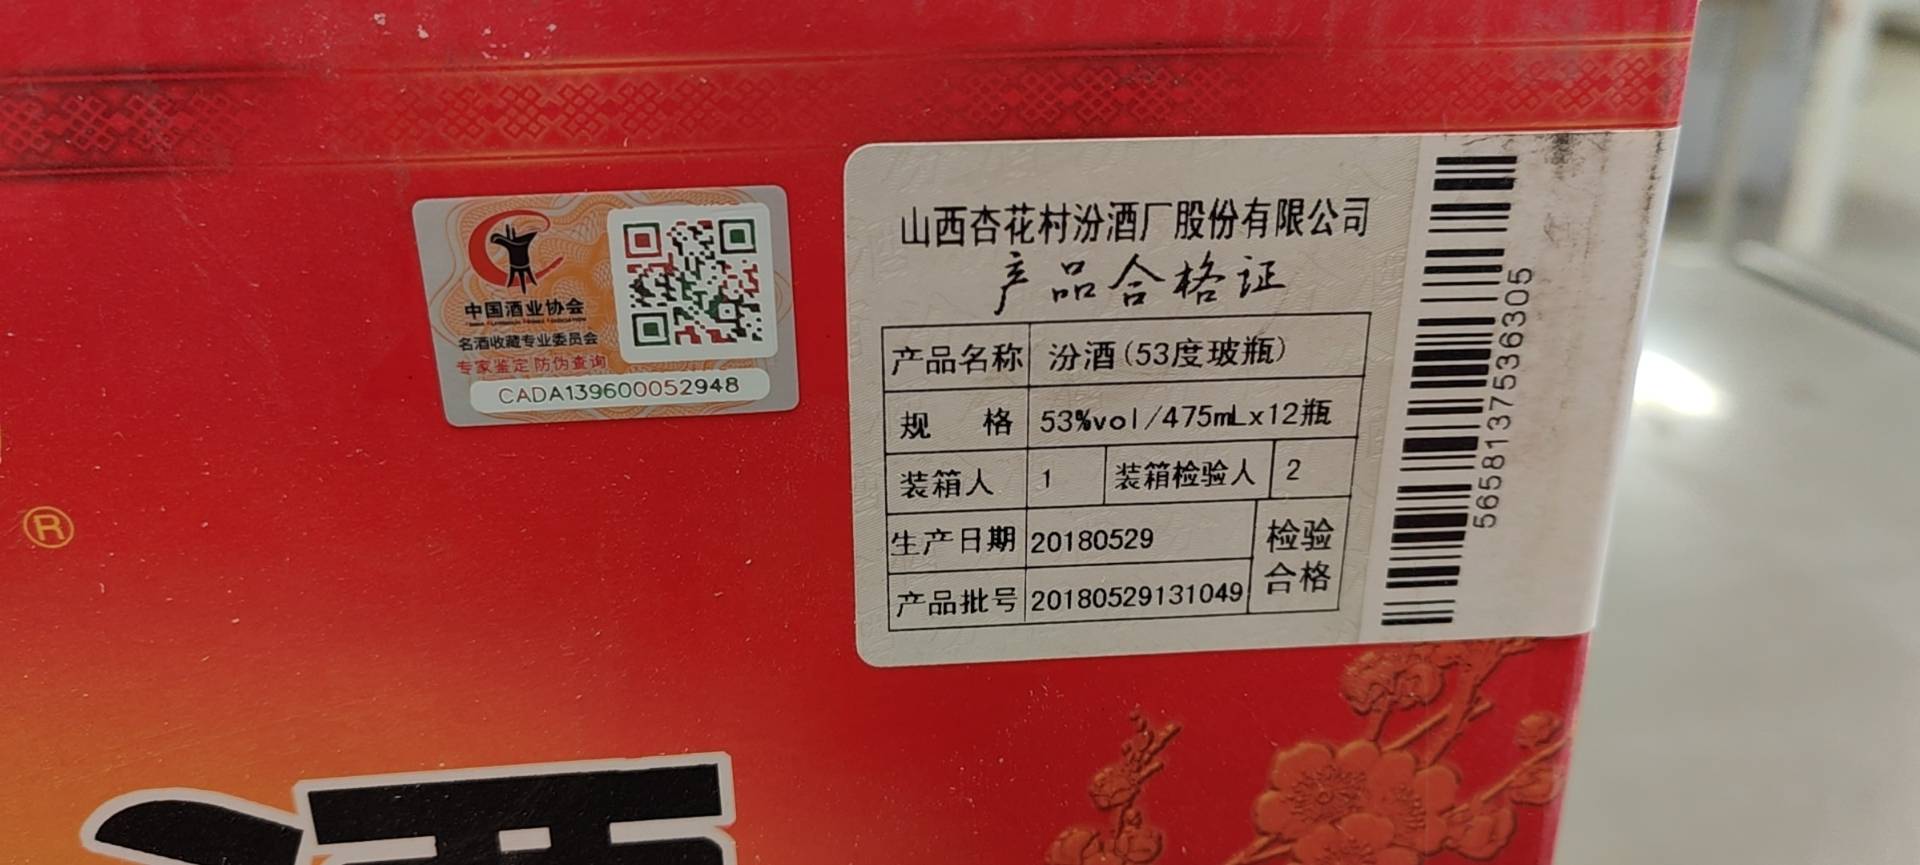 中国酒业协会
名酒收藏专业委员会
专家鉴定 防伪查询
CADA139600052948
山西杏花村汾酒厂股份有限公司
产品合格证
产品名称 汾酒(53度玻瓶)
规 格 53%vol/475mLx12瓶
装箱人 1 装箱检验人 2
生产日期 20180529 检验
产品批号 20180529131049 合格
5658137536305
®
酒